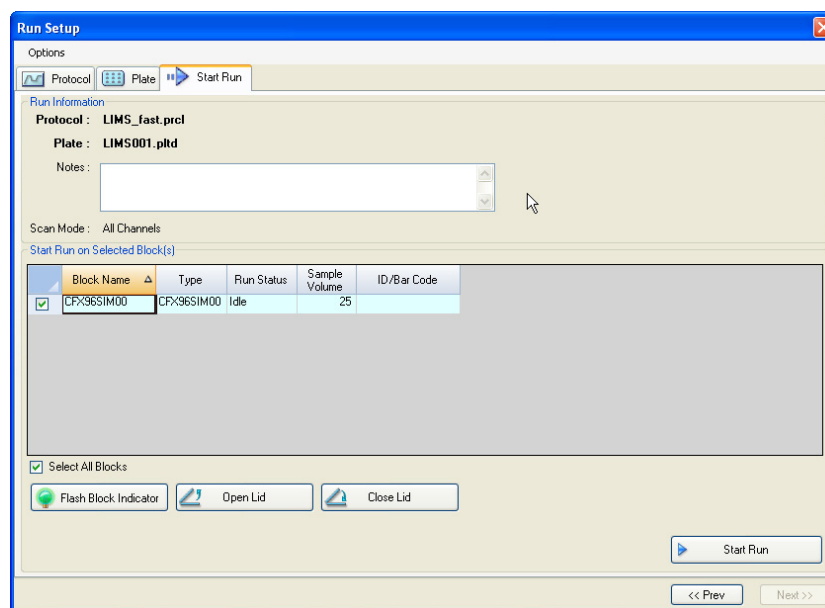 Run Setup
Options
Protocol Plate Start Run
Run Information
Protocol : LIMS_fast.prcl
Plate : LIMS001.pltd
Notes :
Scan Mode : All Channels
Start Run on Selected Block(s)
Block Name Type Run Status Sample Volume ID/Bar Code
CFX96SIM00 CFX96SIM00 Idle 25
Select All Blocks
Flash Block Indicator Open Lid Close Lid
Start Run
<< Prev Next >>